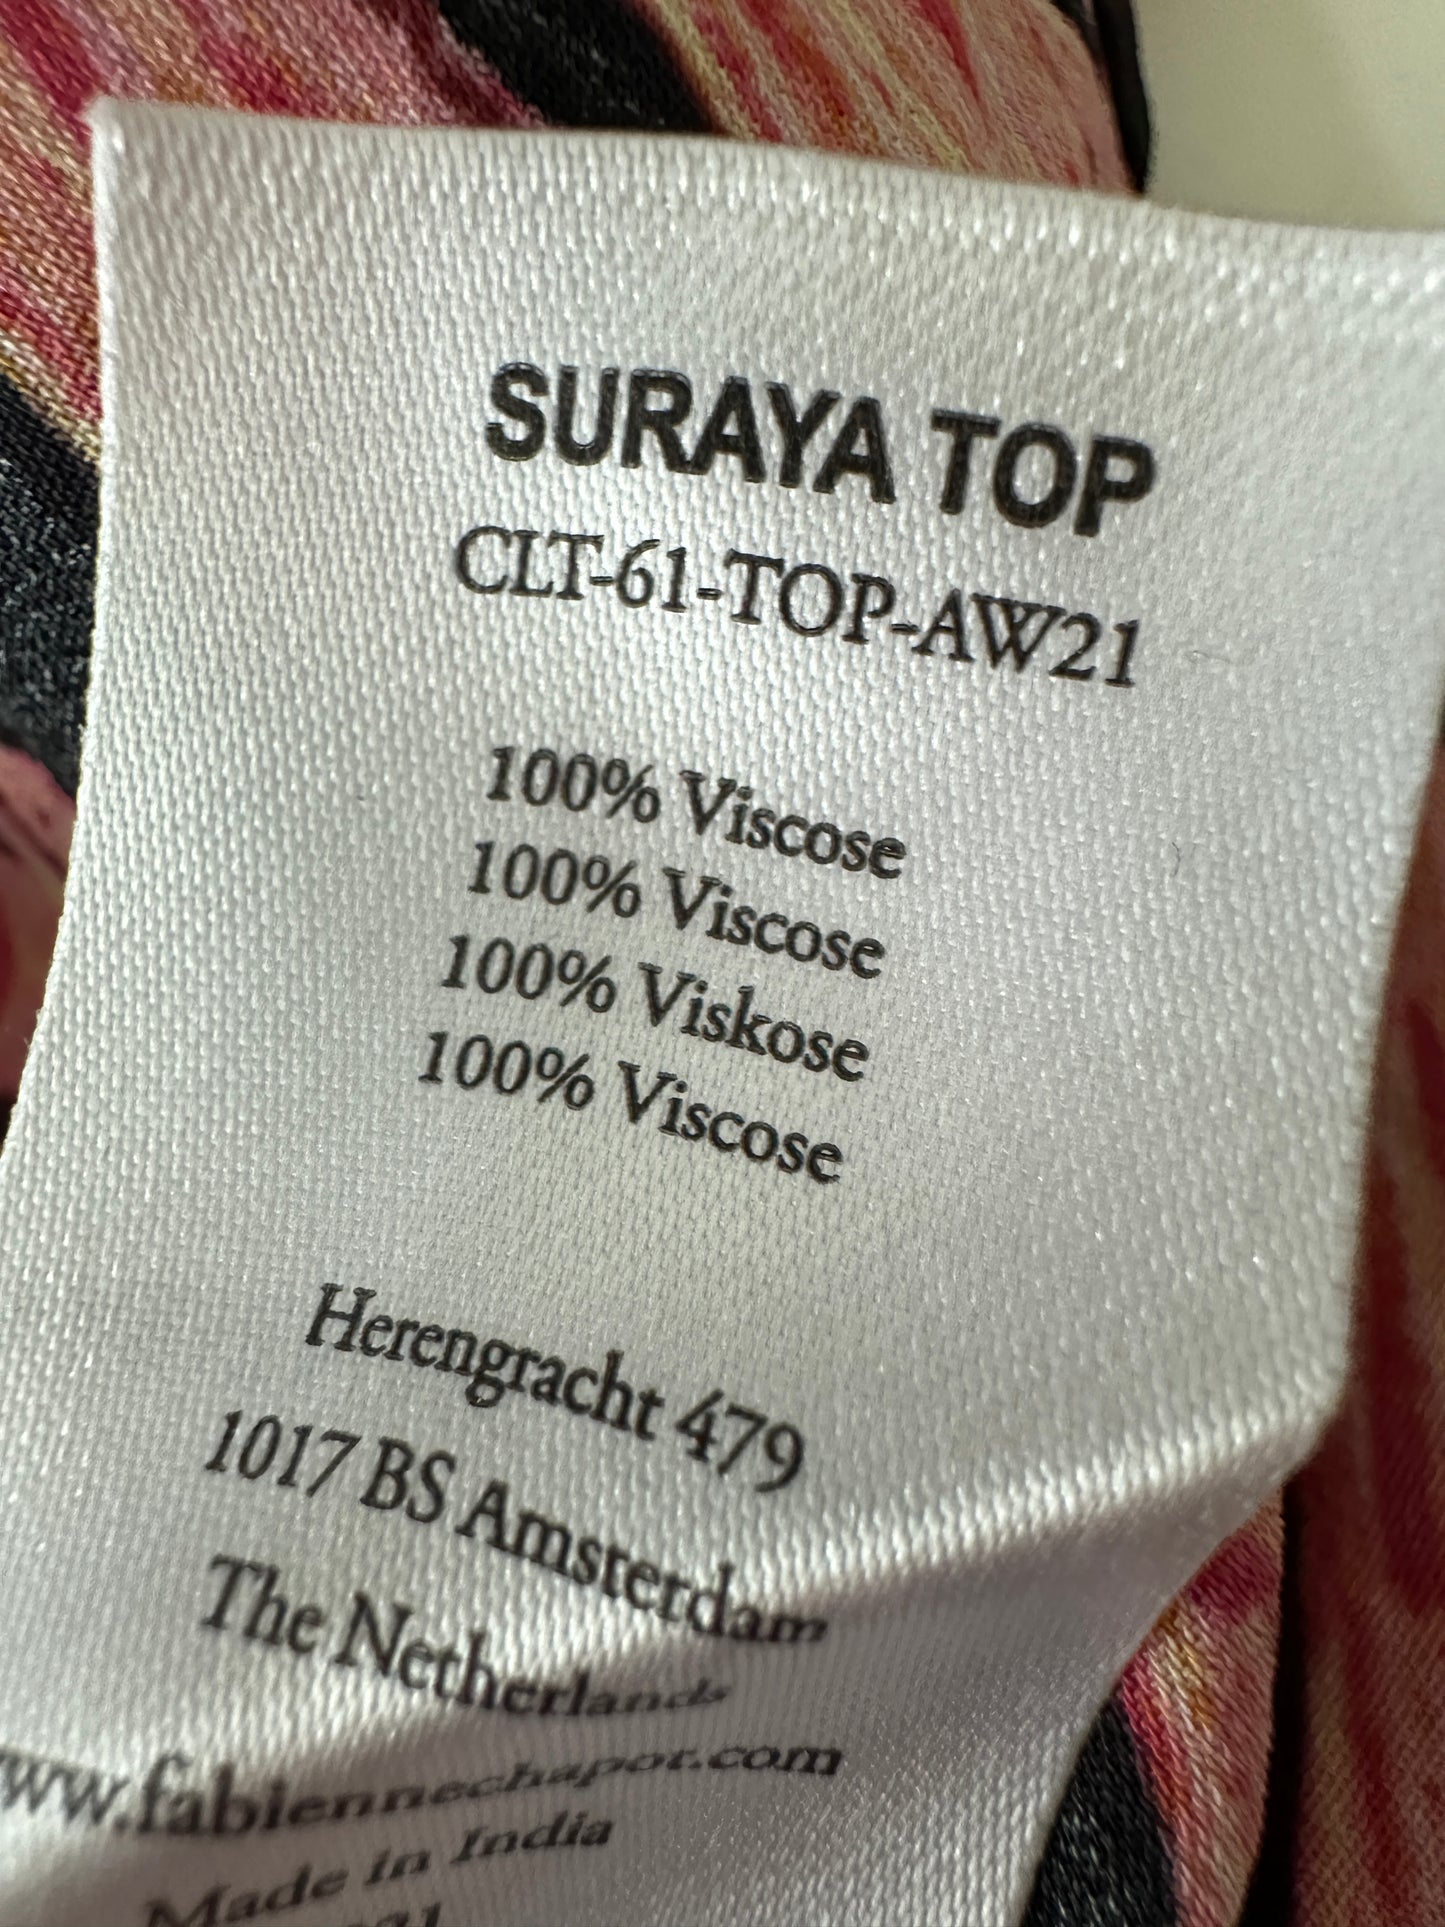 SURAYA TOP
CLT-61-TOP-AW21
100% Viscose
100% Viscose
100% Viskose
100% Viscose
Herengracht 479
1017 BS Amsterdam
The Netherlands
ww.fabiennechapot.com
Made in India